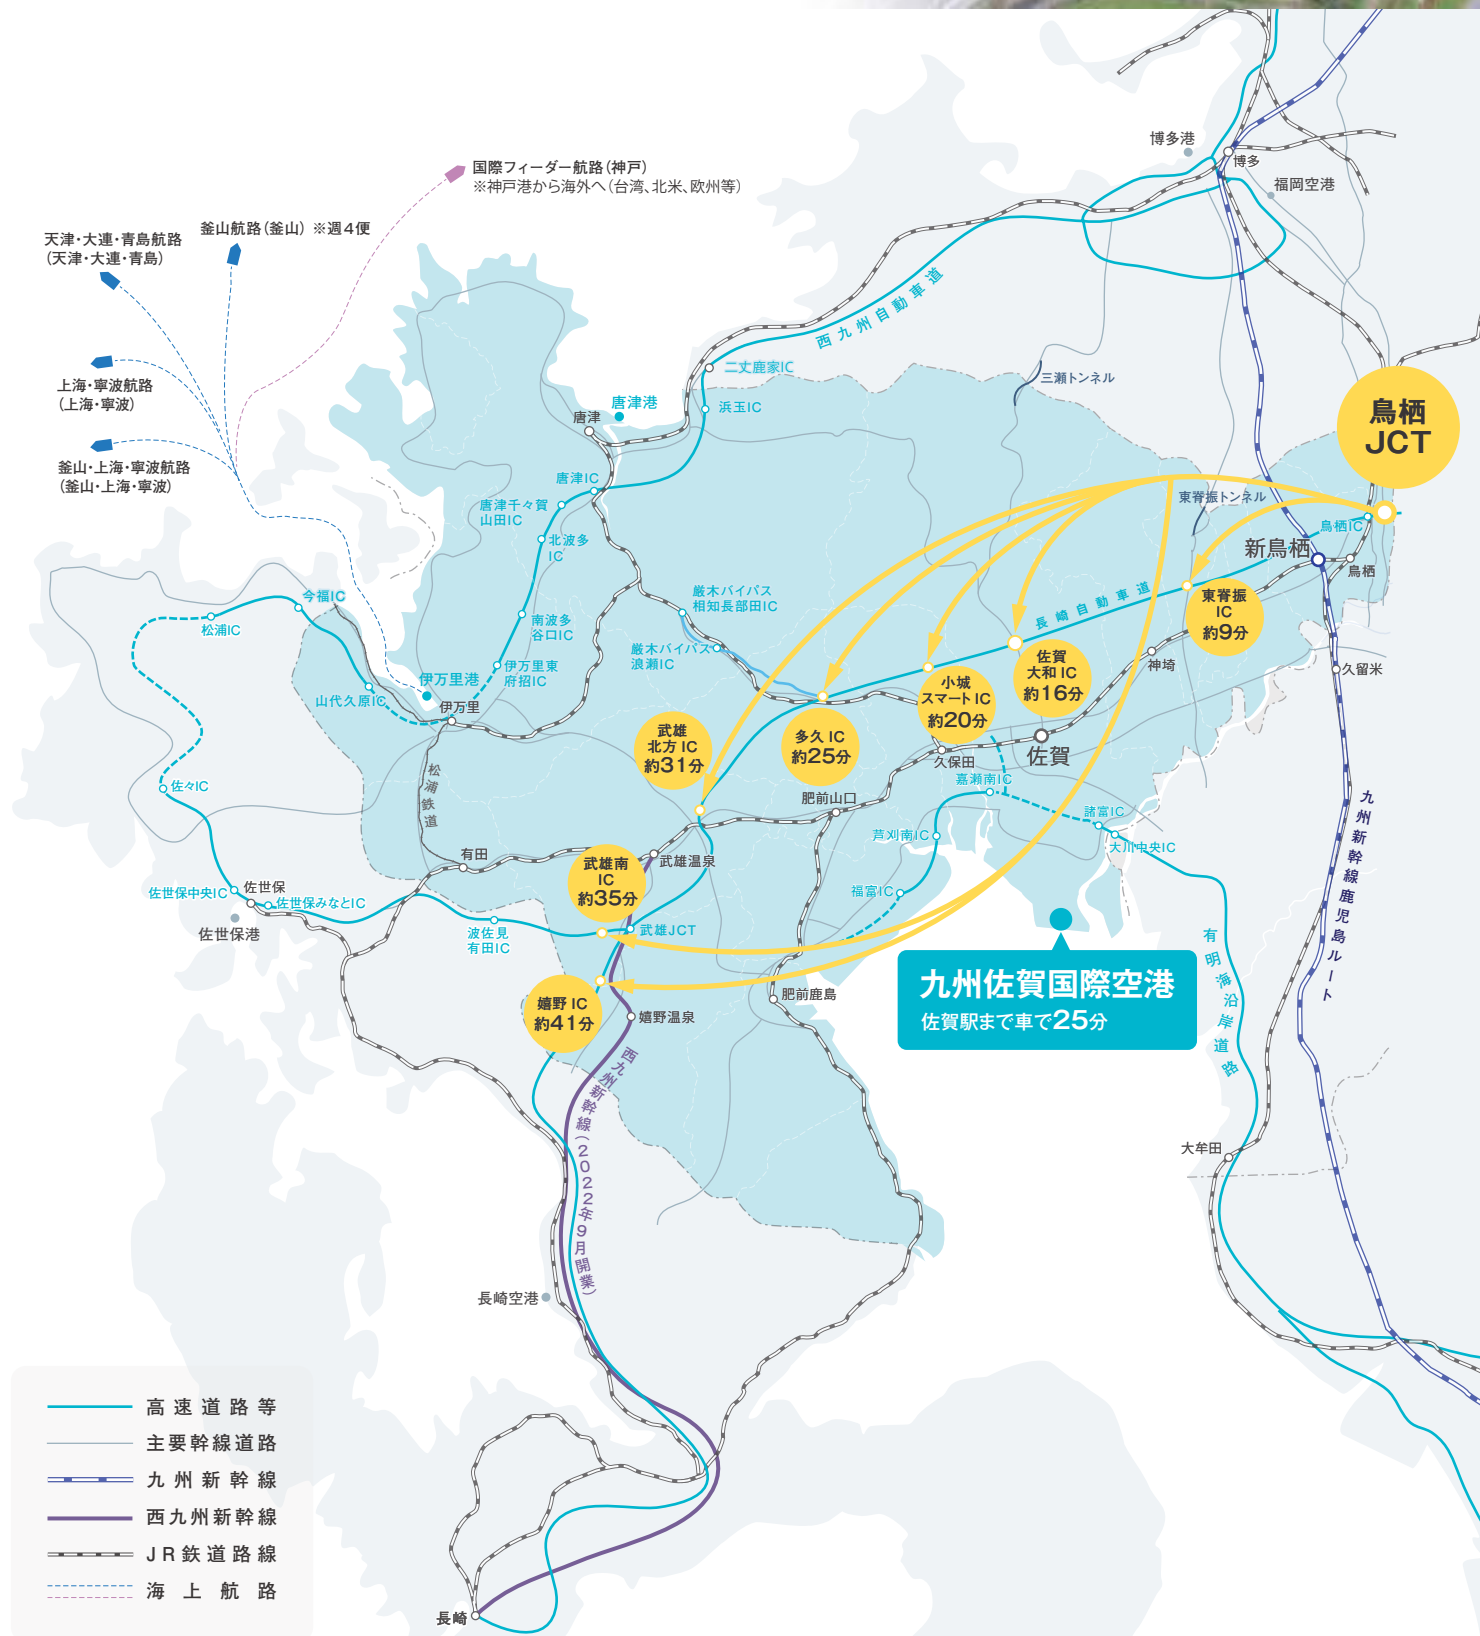 博多港
博多
福岡空港
国際フィーダー航路(神戸)
※神戸港から海外へ(台湾、北米、欧州等)
釜山航路(釜山) ※週4便
天津・大連・青島航路
(天津・大連・青島)
上海・寧波航路
(上海・寧波)
釜山・上海・寧波航路
(釜山・上海・寧波)
西九州自動車道
二丈鹿家IC
浜玉IC
三瀬トンネル
唐津港
唐津
鳥栖
JCT
唐津IC
唐津千々賀
山田IC
北波多
IC
東脊振トンネル
鳥栖IC
新鳥栖
鳥栖
厳木バイパス
相知長部田IC
長崎自動車道
東脊振
IC
約9分
今福IC
松浦IC
南波多
谷口IC
厳木バイパス
浪瀬IC
伊万里東
府招IC
伊万里港
山代久原IC
伊万里
神埼
久留米
佐賀
大和IC
約16分
小城
スマートIC
約20分
多久IC
約25分
武雄
北方IC
約31分
久保田
佐賀
嘉瀬南IC
佐々IC
松浦鉄道
肥前山口
諸富IC
大川中央IC
芦刈南IC
九州新幹線鹿児島ルート
有田
武雄温泉
武雄南
IC
約35分
福富IC
佐世保中央IC
佐世保
佐世保みなとIC
佐世保港
波佐見
有田IC
武雄JCT
有明海沿岸道路
九州佐賀国際空港
佐賀駅まで車で25分
肥前鹿島
嬉野IC
約41分
嬉野温泉
西九州新幹線(2022年9月開業)
大牟田
長崎空港
高速道路等
主要幹線道路
九州新幹線
西九州新幹線
JR鉄道路線
海上航路
長崎